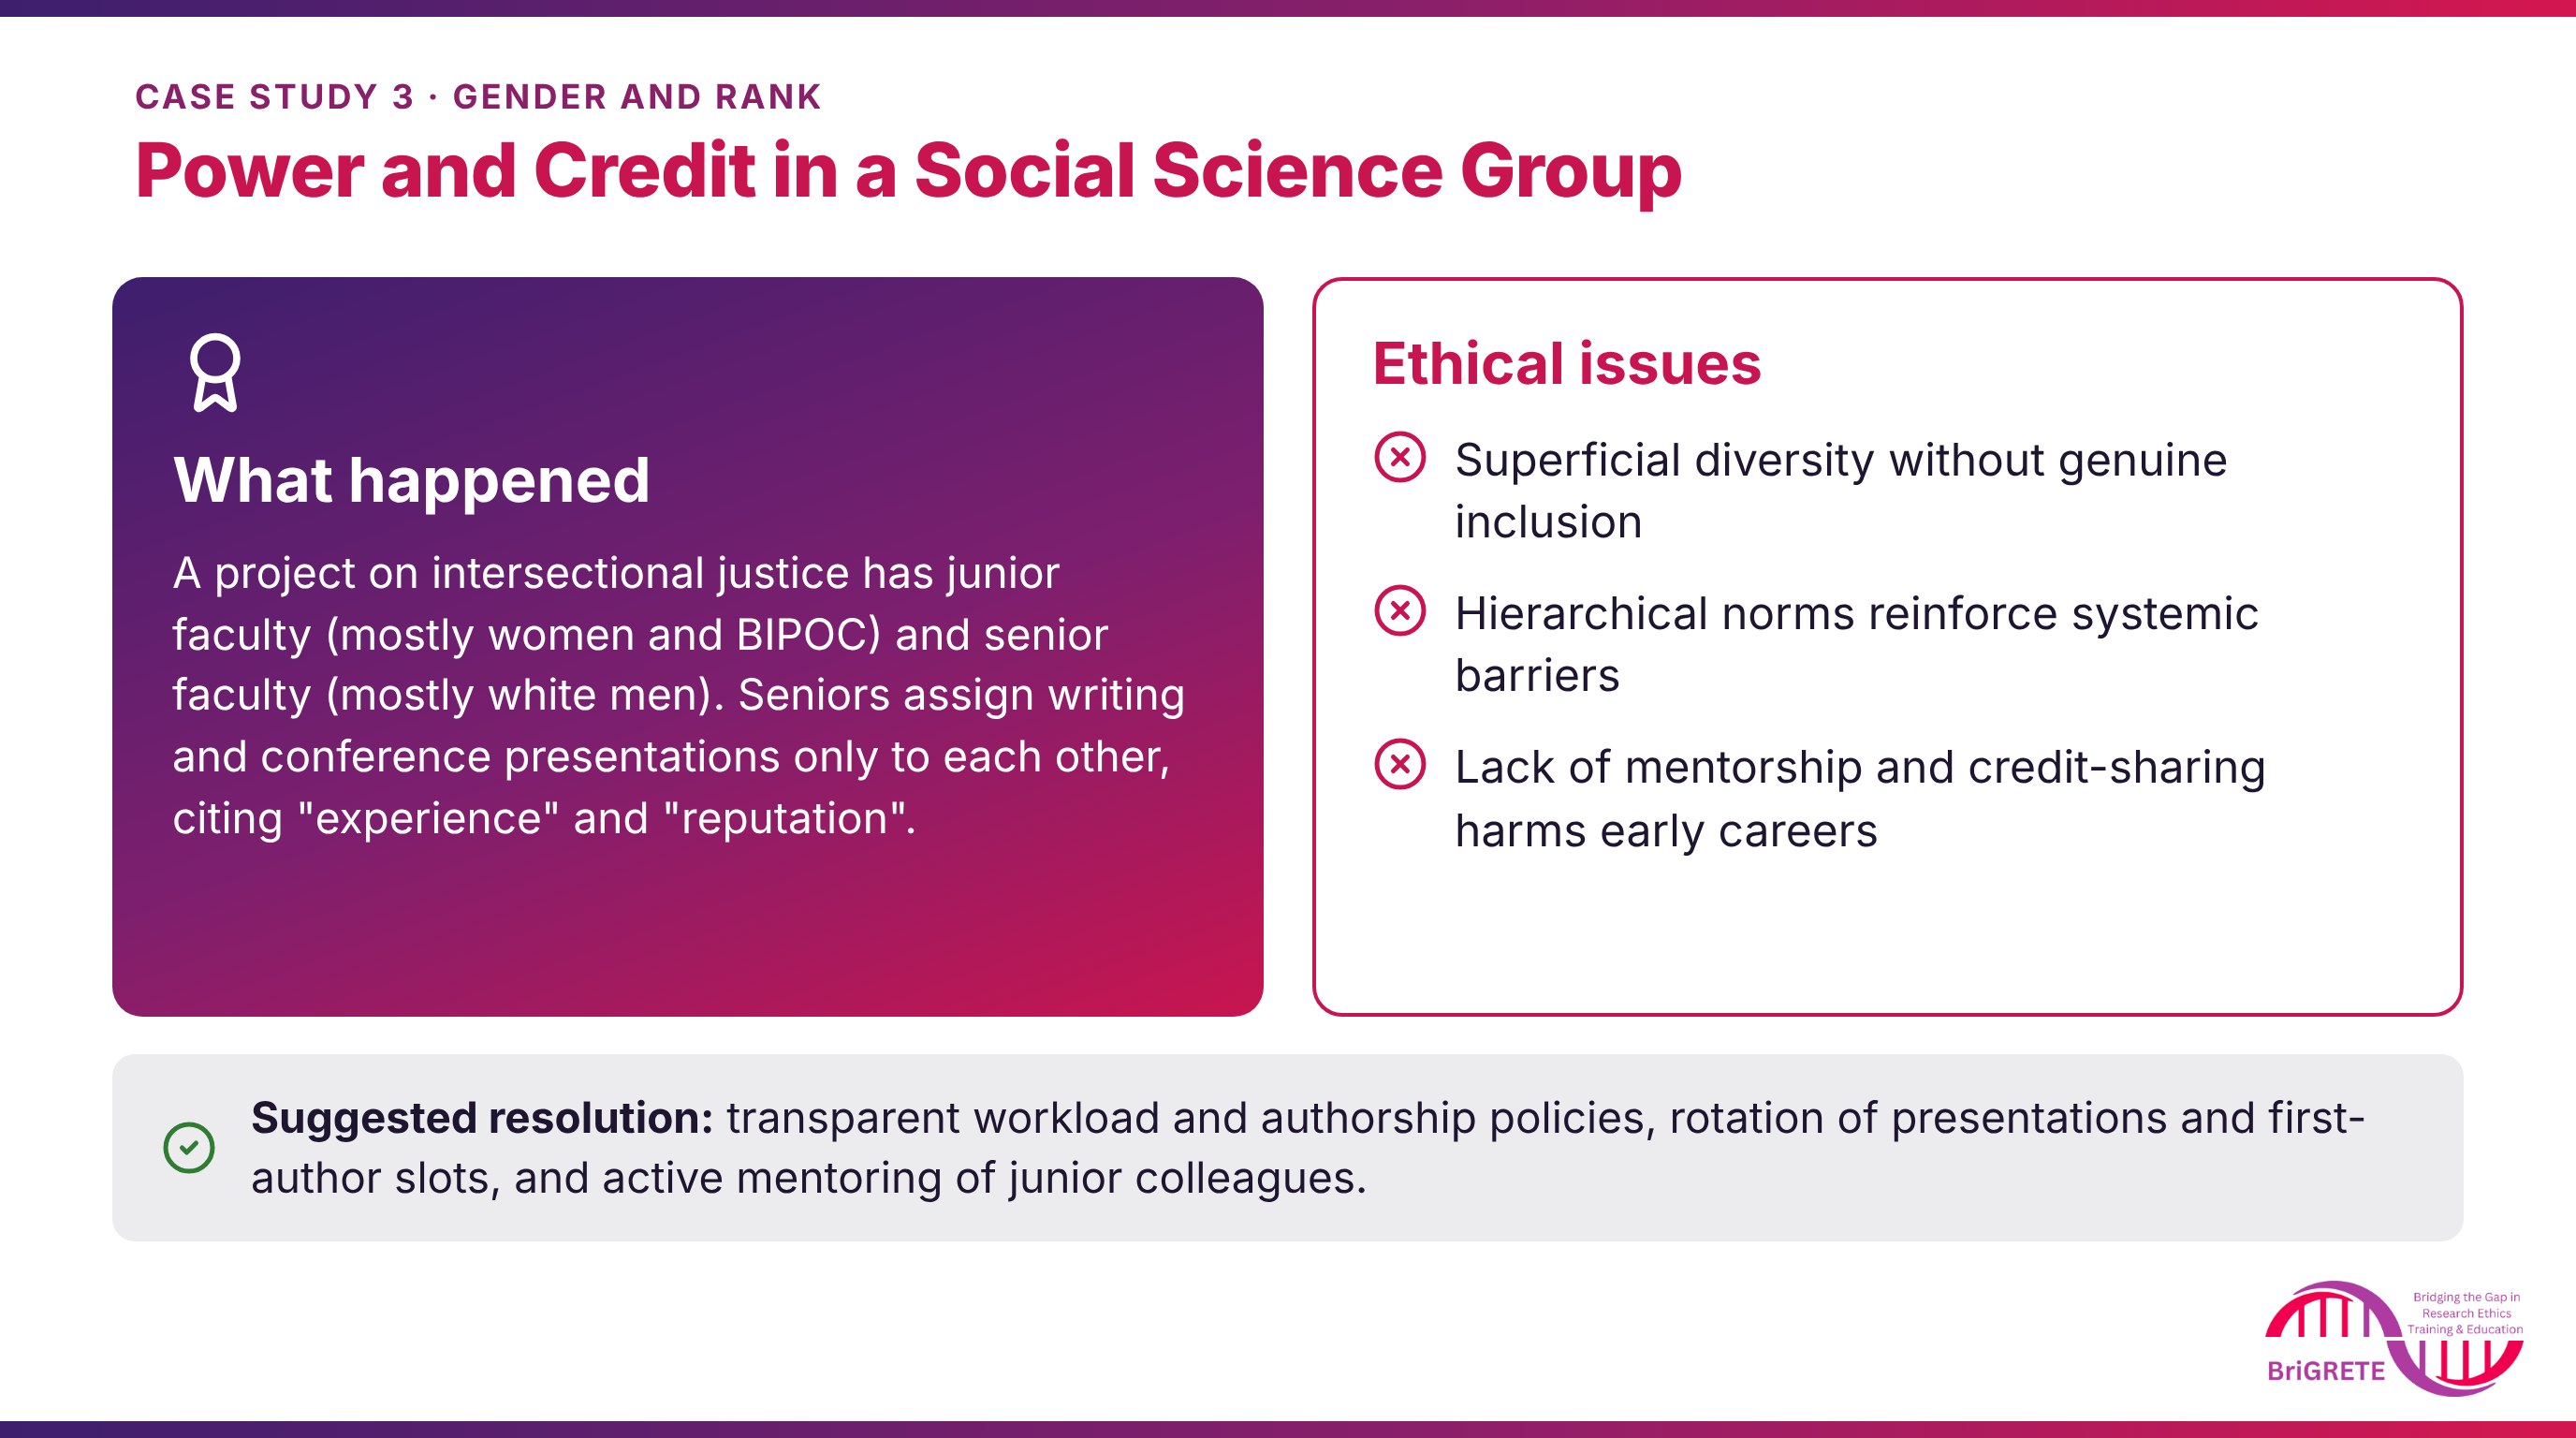 CASE STUDY 3 · GENDER AND RANK
Power and Credit in a Social Science Group
What happened
A project on intersectional justice has junior
faculty (mostly women and BIPOC) and senior
faculty (mostly white men). Seniors assign writing
and conference presentations only to each other,
citing "experience" and "reputation".
Ethical issues
Superficial diversity without genuine
inclusion
Hierarchical norms reinforce systemic
barriers
Lack of mentorship and credit-sharing
harms early careers
Suggested resolution: transparent workload and authorship policies, rotation of presentations and first-
author slots, and active mentoring of junior colleagues.
Bridging the Gap in
Research Ethics
Training & Education
BriGRETE